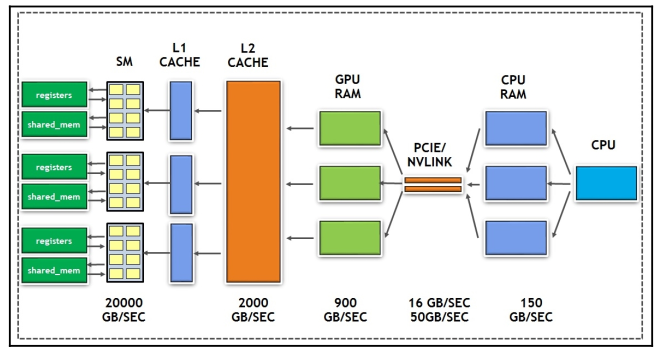 SM
L1
CACHE
L2
CACHE
GPU
RAM
PCIE/
NVLINK
CPU
RAM
CPU
registers
shared_mem
registers
shared_mem
registers
shared_mem
20000
GB/SEC
2000
GB/SEC
900
GB/SEC
16 GB/SEC
50GB/SEC
150
GB/SEC